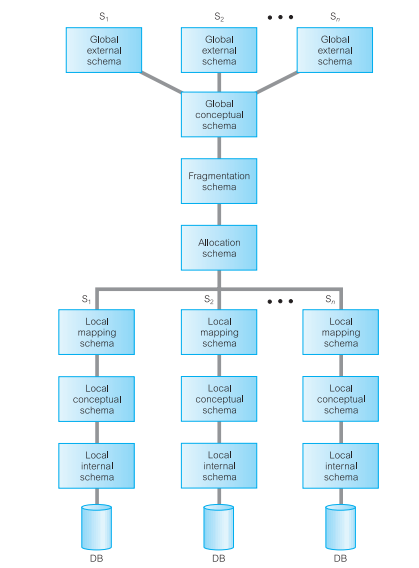 S1 S2 • • • Sn
Global Global Global
external external external
schema schema schema
Global
conceptual
schema
Fragmentation
schema
Allocation
schema
S1 S2 • • • Sn
Local Local Local
mapping mapping mapping
schema schema schema
Local Local Local
conceptual conceptual conceptual
schema schema schema
Local Local Local
internal internal internal
schema schema schema
DB DB DB